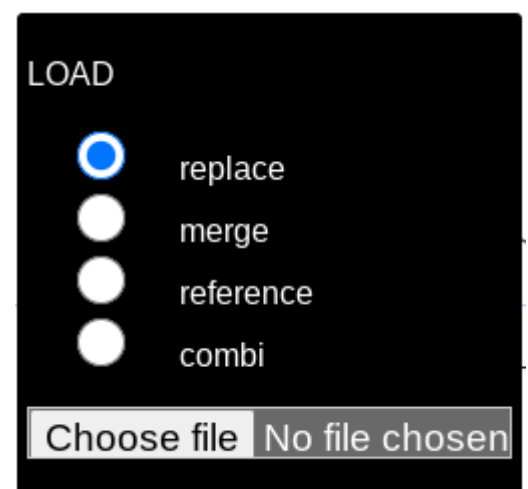 LOAD
replace
merge
reference
combi
Choose file No file chosen